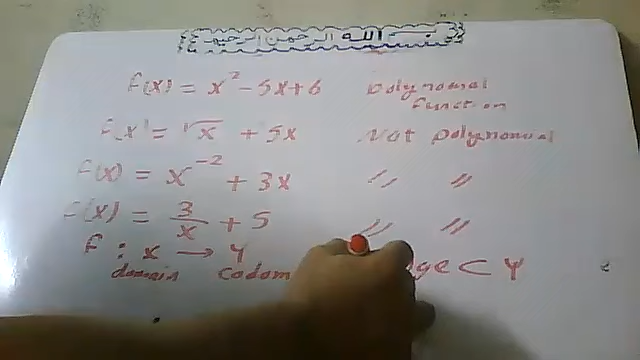 بسم الله الرحمن الرحيم
f(x) = x² - 5x + 6 Polynomial function
f(x) = √x + 5x Not polynomial
f(x) = x⁻² + 3x // //
f(x) = 3/x + 5 // //
f : x → y
domain Codom ge ⊂ Y